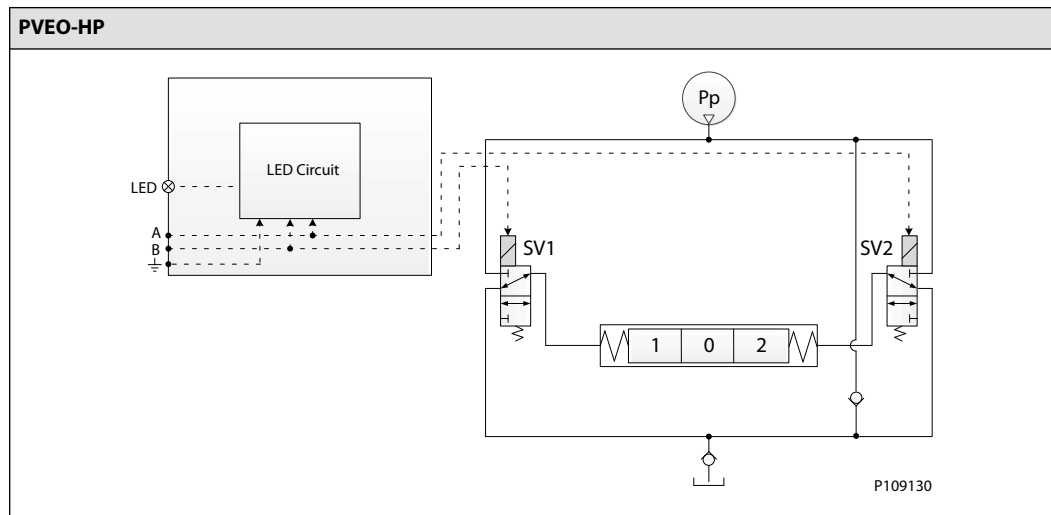 PVEO-HP
Pp
LED Circuit
LED
A
B
SV1
SV2
1 0 2
P109130